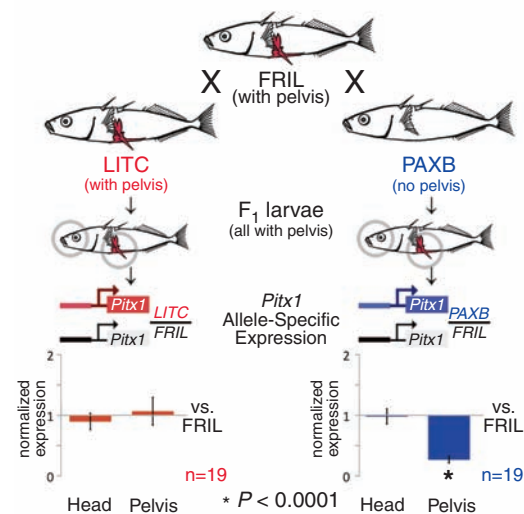 X FRIL X
(with pelvis)
LITC
(with pelvis)
PAXB
(no pelvis)
F1 larvae
(all with pelvis)
Pitx1
Pitx1
LITC
FRIL
Pitx1
Allele-Specific
Expression
Pitx1
Pitx1
PAXB
FRIL
normalized
expression
2
1
0
vs.
FRIL
n=19
Head Pelvis
* P < 0.0001
normalized
expression
2
1
0
vs.
FRIL
*
n=19
Head Pelvis